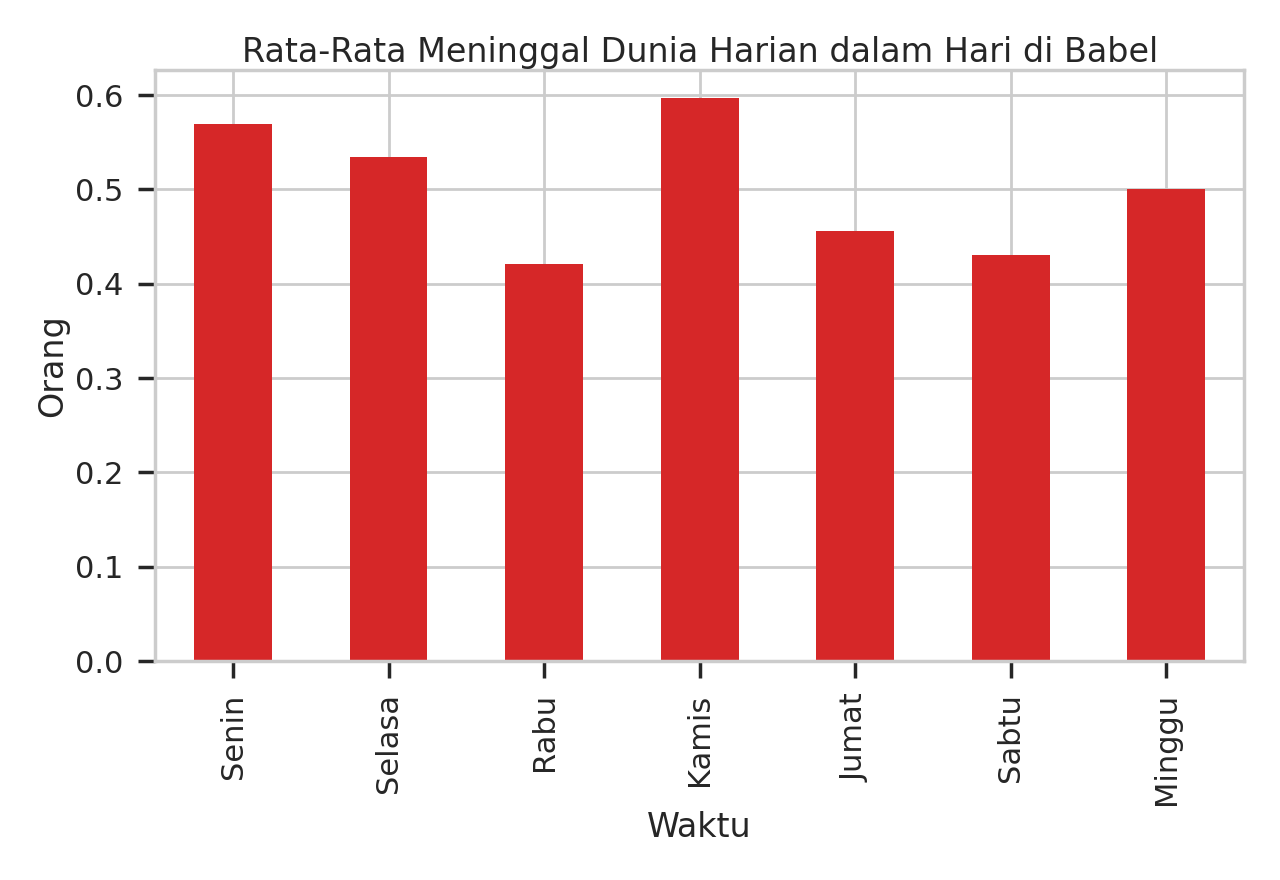 Rata-Rata Meninggal Dunia Harian dalam Hari di Babel
0.6
0.5
0.4
0.3
0.2
0.1
0.0
Orang
Senin
Selasa
Rabu
Kamis
Jumat
Sabtu
Minggu
Waktu